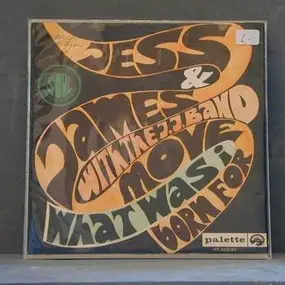 JESS
&
JAMES
WITH THE J.J. BAND
MOVE
WHAT WAS I
BORN FOR
palette